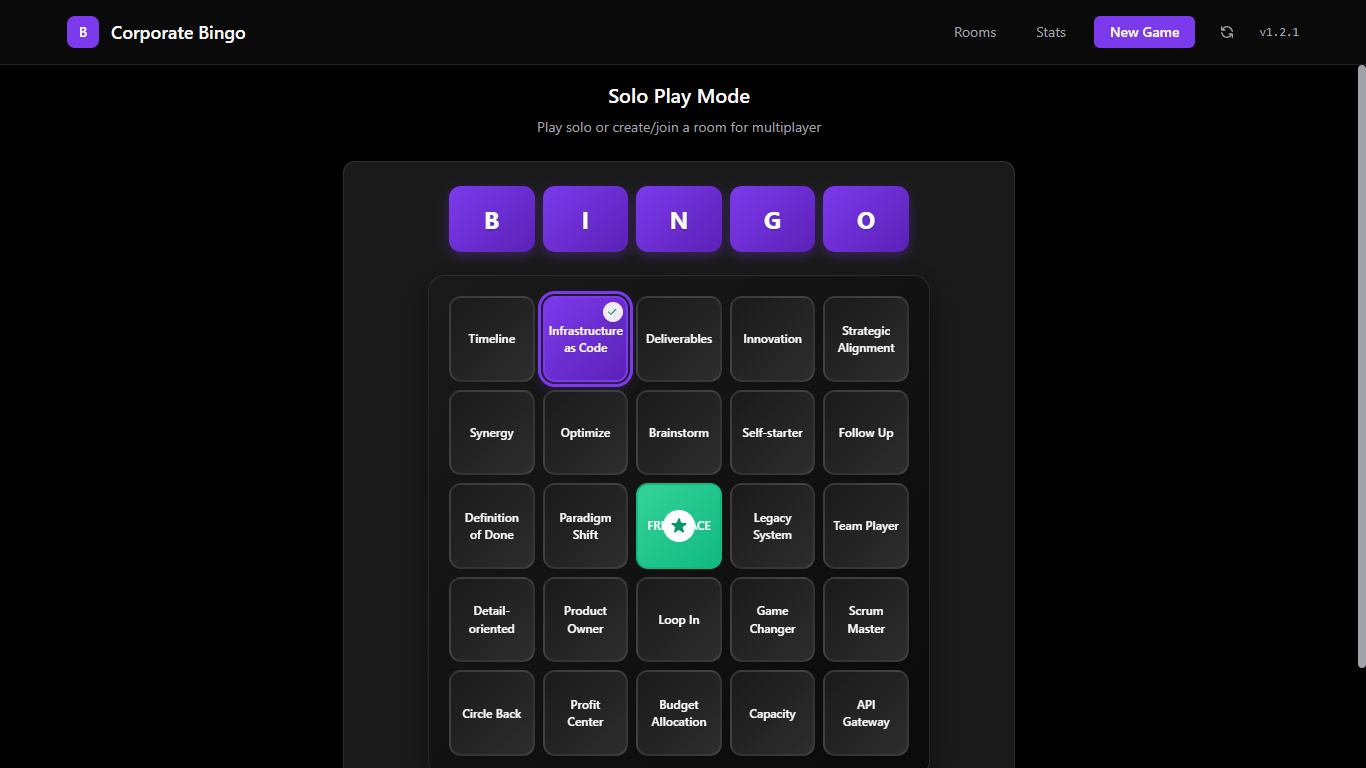 B Corporate Bingo Rooms Stats New Game v1.2.1
Solo Play Mode
Play solo or create/join a room for multiplayer
B I N G O
Timeline
Infrastructure
as Code
Deliverables
Innovation
Strategic
Alignment
Synergy
Optimize
Brainstorm
Self-starter
Follow Up
Definition
of Done
Paradigm
Shift
Legacy
System
Team Player
Detail-
oriented
Product
Owner
Loop In
Game
Changer
Scrum
Master
Circle Back
Profit
Center
Budget
Allocation
Capacity
API
Gateway